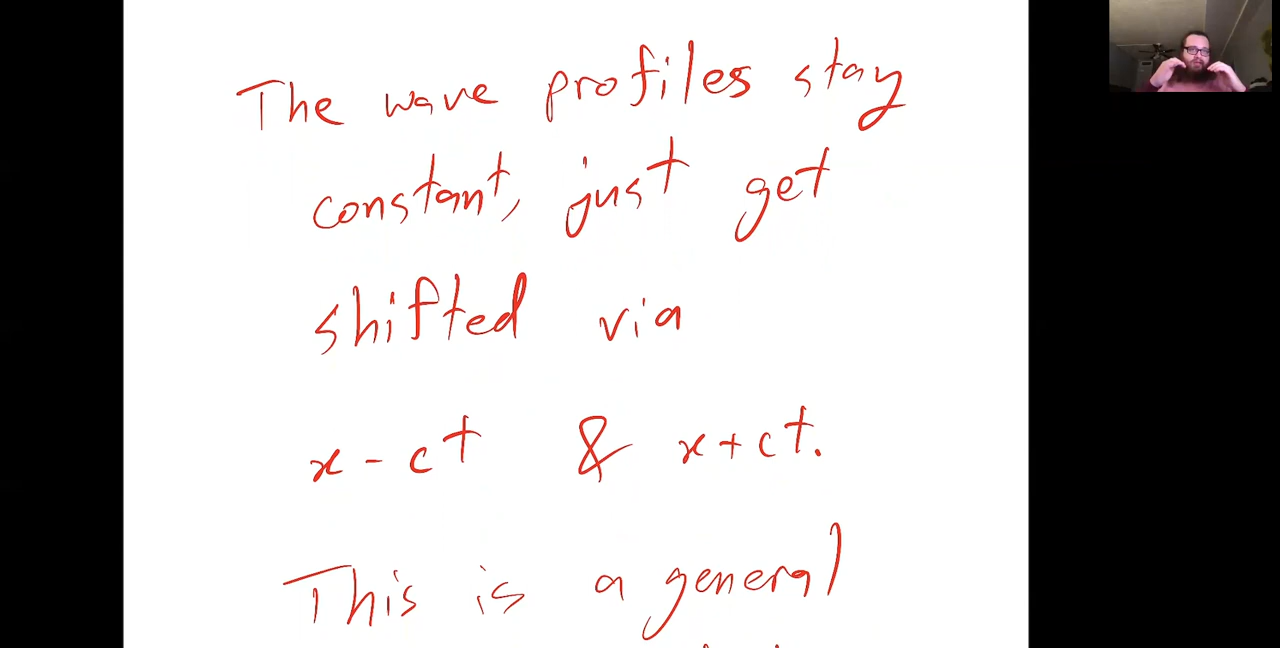 The wave profiles stay
constant, just get
shifted via
x - ct & x + ct.
This is a general